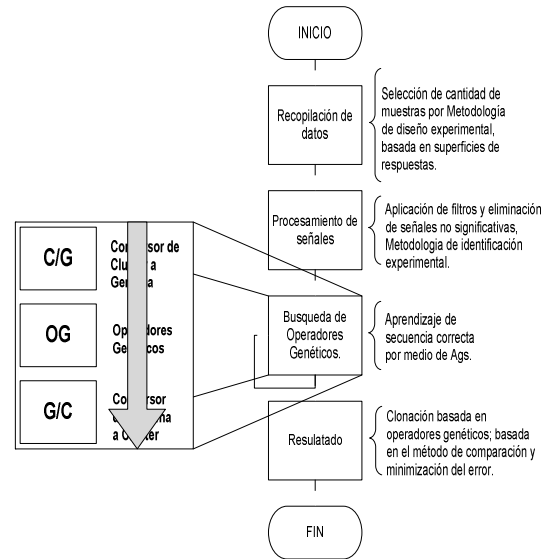 INICIO
Recopilación de
datos
Selección de cantidad de
muestras por Metodología
de diseño experimental,
basada en superficies de
respuestas.
Procesamiento de
señales
Aplicación de filtros y eliminación
de señales no significativas,
Metodologia de identificación
experimental.
C/G
de
a
OG
G/C
a
Busqueda de
Operadores
Genéticos.
Aprendizaje de
secuencia correcta
por medio de Ags.
Resulatado
Clonación basada en
operadores genéticos; basada
en el método de comparación y
minimización del error.
FIN